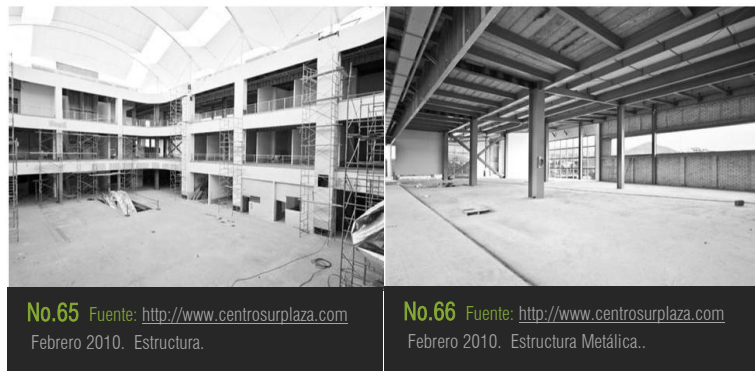 No.65 Fuente: http://www.centrosurplaza.com
Febrero 2010. Estructura.
No.66 Fuente: http://www.centrosurplaza.com
Febrero 2010. Estructura Metálica..